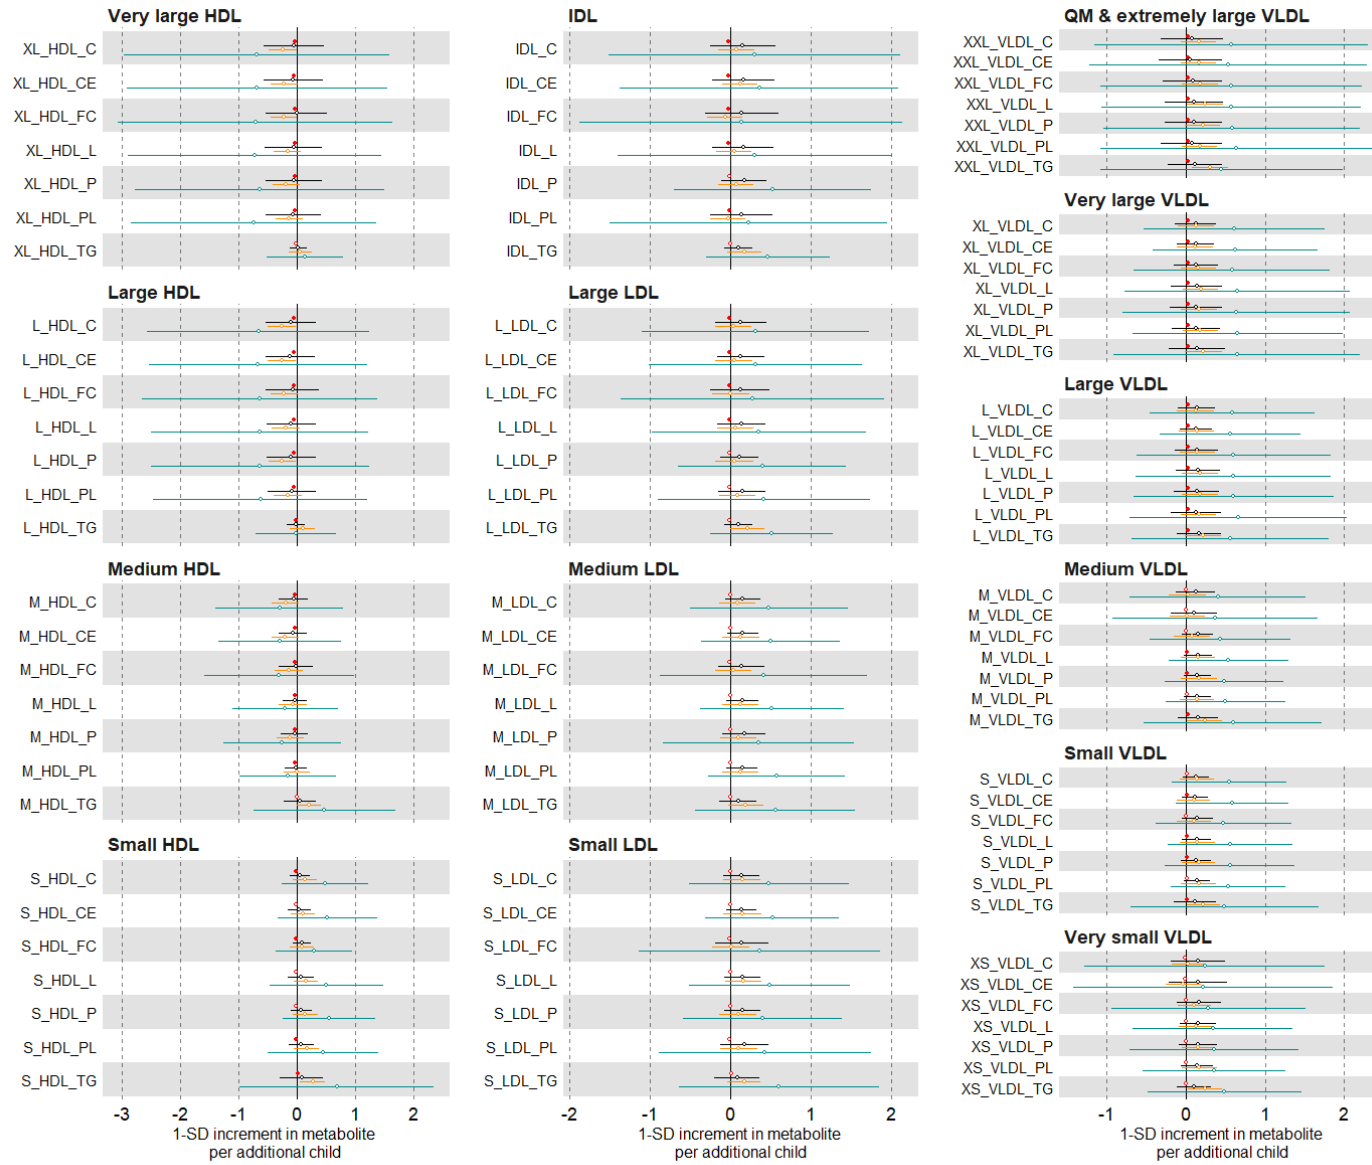 Very large HDL
XL_HDL_C
XL_HDL_CE
XL_HDL_FC
XL_HDL_L
XL_HDL_P
XL_HDL_PL
XL_HDL_TG
Large HDL
L_HDL_C
L_HDL_CE
L_HDL_FC
L_HDL_L
L_HDL_P
L_HDL_PL
L_HDL_TG
Medium HDL
M_HDL_C
M_HDL_CE
M_HDL_FC
M_HDL_L
M_HDL_P
M_HDL_PL
M_HDL_TG
Small HDL
S_HDL_C
S_HDL_CE
S_HDL_FC
S_HDL_L
S_HDL_P
S_HDL_PL
S_HDL_TG
-3 -2 -1 0 1 2
1-SD increment in metabolite
per additional child
IDL
IDL_C
IDL_CE
IDL_FC
IDL_L
IDL_P
IDL_PL
IDL_TG
Large LDL
L_LDL_C
L_LDL_CE
L_LDL_FC
L_LDL_L
L_LDL_P
L_LDL_PL
L_LDL_TG
Medium LDL
M_LDL_C
M_LDL_CE
M_LDL_FC
M_LDL_L
M_LDL_P
M_LDL_PL
M_LDL_TG
Small LDL
S_LDL_C
S_LDL_CE
S_LDL_FC
S_LDL_L
S_LDL_P
S_LDL_PL
S_LDL_TG
-2 -1 0 1 2
1-SD increment in metabolite
per additional child
QM & extremely large VLDL
XXL_VLDL_C
XXL_VLDL_CE
XXL_VLDL_FC
XXL_VLDL_L
XXL_VLDL_P
XXL_VLDL_PL
XXL_VLDL_TG
Very large VLDL
XL_VLDL_C
XL_VLDL_CE
XL_VLDL_FC
XL_VLDL_L
XL_VLDL_P
XL_VLDL_PL
XL_VLDL_TG
Large VLDL
L_VLDL_C
L_VLDL_CE
L_VLDL_FC
L_VLDL_L
L_VLDL_P
L_VLDL_PL
L_VLDL_TG
Medium VLDL
M_VLDL_C
M_VLDL_CE
M_VLDL_FC
M_VLDL_L
M_VLDL_P
M_VLDL_PL
M_VLDL_TG
Small VLDL
S_VLDL_C
S_VLDL_CE
S_VLDL_FC
S_VLDL_L
S_VLDL_P
S_VLDL_PL
S_VLDL_TG
Very small VLDL
XS_VLDL_C
XS_VLDL_CE
XS_VLDL_FC
XS_VLDL_L
XS_VLDL_P
XS_VLDL_PL
XS_VLDL_TG
-1 0 1 2
1-SD increment in metabolite
per additional child